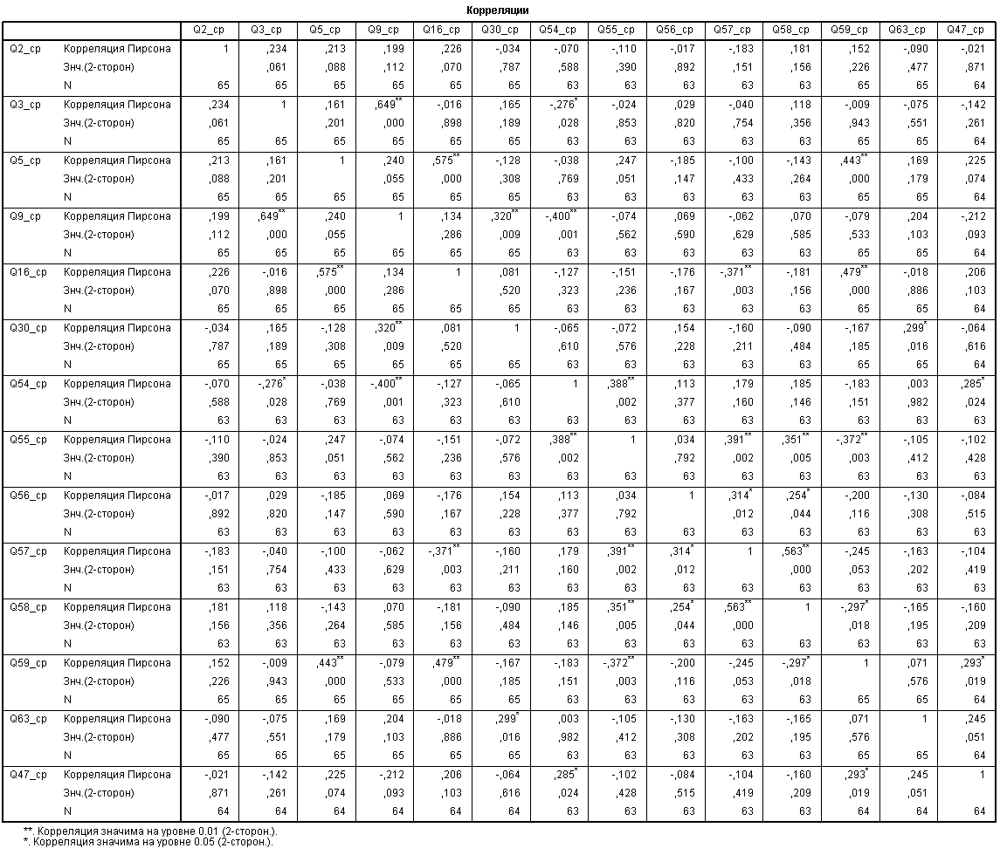 Корреляции
Q2_ср Q3_ср Q5_ср Q9_ср Q16_ср Q30_ср Q54_ср Q55_ср Q56_ср Q57_ср Q58_ср Q59_ср Q63_ср Q47_ср
Q2_ср Корреляция Пирсона 1 ,234 ,213 ,199 ,226 -,034 -,070 -,110 -,017 -,183 ,181 ,152 -,090 -,021
Знч.(2-сторон) ,061 ,088 ,112 ,070 ,787 ,588 ,390 ,892 ,151 ,156 ,226 ,477 ,871
N 65 65 65 65 65 65 63 63 63 63 63 65 65 64
Q3_ср Корреляция Пирсона ,234 1 ,161 ,649** -,016 ,165 -,276* -,024 ,029 -,040 ,118 -,009 -,075 -,142
Знч.(2-сторон) ,061 ,201 ,000 ,898 ,189 ,028 ,853 ,820 ,754 ,356 ,943 ,551 ,261
N 65 65 65 65 65 65 63 63 63 63 63 65 65 64
Q5_ср Корреляция Пирсона ,213 ,161 1 ,240 ,575** -,128 -,038 ,247 -,185 -,100 -,143 ,443** ,169 ,225
Знч.(2-сторон) ,088 ,201 ,055 ,000 ,308 ,769 ,051 ,147 ,433 ,264 ,000 ,179 ,074
N 65 65 65 65 65 65 63 63 63 63 63 65 65 64
Q9_ср Корреляция Пирсона ,199 ,649** ,240 1 ,134 ,320** -,400** -,074 ,069 -,062 ,070 -,079 ,204 -,212
Знч.(2-сторон) ,112 ,000 ,055 ,286 ,009 ,001 ,562 ,590 ,629 ,585 ,533 ,103 ,093
N 65 65 65 65 65 65 63 63 63 63 63 65 65 64
Q16_ср Корреляция Пирсона ,226 -,016 ,575** ,134 1 ,081 -,127 -,151 -,176 -,371** -,181 ,479** -,018 ,206
Знч.(2-сторон) ,070 ,898 ,000 ,286 ,520 ,323 ,236 ,167 ,003 ,156 ,000 ,886 ,103
N 65 65 65 65 65 65 63 63 63 63 63 65 65 64
Q30_ср Корреляция Пирсона -,034 ,165 -,128 ,320** ,081 1 -,065 -,072 ,154 -,160 -,090 -,167 ,299* -,064
Знч.(2-сторон) ,787 ,189 ,308 ,009 ,520 ,610 ,576 ,228 ,211 ,484 ,185 ,016 ,616
N 65 65 65 65 65 65 63 63 63 63 63 65 65 64
Q54_ср Корреляция Пирсона -,070 -,276* -,038 -,400** -,127 -,065 1 ,388** ,113 ,179 ,185 -,183 ,003 ,285*
Знч.(2-сторон) ,588 ,028 ,769 ,001 ,323 ,610 ,002 ,377 ,160 ,146 ,151 ,982 ,024
N 63 63 63 63 63 63 63 63 63 63 63 63 63 63
Q55_ср Корреляция Пирсона -,110 -,024 ,247 -,074 -,151 -,072 ,388** 1 ,034 ,391** ,351** -,372** -,105 -,102
Знч.(2-сторон) ,390 ,853 ,051 ,562 ,236 ,576 ,002 ,792 ,002 ,005 ,003 ,412 ,428
N 63 63 63 63 63 63 63 63 63 63 63 63 63 63
Q56_ср Корреляция Пирсона -,017 ,029 -,185 ,069 -,176 ,154 ,113 ,034 1 ,314* ,254* -,200 -,130 -,084
Знч.(2-сторон) ,892 ,820 ,147 ,590 ,167 ,228 ,377 ,792 ,012 ,044 ,116 ,308 ,515
N 63 63 63 63 63 63 63 63 63 63 63 63 63 63
Q57_ср Корреляция Пирсона -,183 -,040 -,100 -,062 -,371** -,160 ,179 ,391** ,314* 1 ,563** -,245 -,163 -,104
Знч.(2-сторон) ,151 ,754 ,433 ,629 ,003 ,211 ,160 ,002 ,012 ,000 ,053 ,202 ,419
N 63 63 63 63 63 63 63 63 63 63 63 63 63 63
Q58_ср Корреляция Пирсона ,181 ,118 -,143 ,070 -,181 -,090 ,185 ,351** ,254* ,563** 1 -,297* -,165 -,160
Знч.(2-сторон) ,156 ,356 ,264 ,585 ,156 ,484 ,146 ,005 ,044 ,000 ,018 ,195 ,209
N 63 63 63 63 63 63 63 63 63 63 63 63 63 63
Q59_ср Корреляция Пирсона ,152 -,009 ,443** -,079 ,479** -,167 -,183 -,372** -,200 -,245 -,297* 1 ,071 ,293*
Знч.(2-сторон) ,226 ,943 ,000 ,533 ,000 ,185 ,151 ,003 ,116 ,053 ,018 ,576 ,019
N 65 65 65 65 65 65 63 63 63 63 63 65 65 64
Q63_ср Корреляция Пирсона -,090 -,075 ,169 ,204 -,018 ,299* ,003 -,105 -,130 -,163 -,165 ,071 1 ,245
Знч.(2-сторон) ,477 ,551 ,179 ,103 ,886 ,016 ,982 ,412 ,308 ,202 ,195 ,576 ,051
N 65 65 65 65 65 65 63 63 63 63 63 65 65 64
Q47_ср Корреляция Пирсона -,021 -,142 ,225 -,212 ,206 -,064 ,285* -,102 -,084 -,104 -,160 ,293* ,245 1
Знч.(2-сторон) ,871 ,261 ,074 ,093 ,103 ,616 ,024 ,428 ,515 ,419 ,209 ,019 ,051
N 64 64 64 64 64 64 63 63 63 63 63 64 64 64
**. Корреляция значима на уровне 0.01 (2-сторон.).
*. Корреляция значима на уровне 0.05 (2-сторон.).